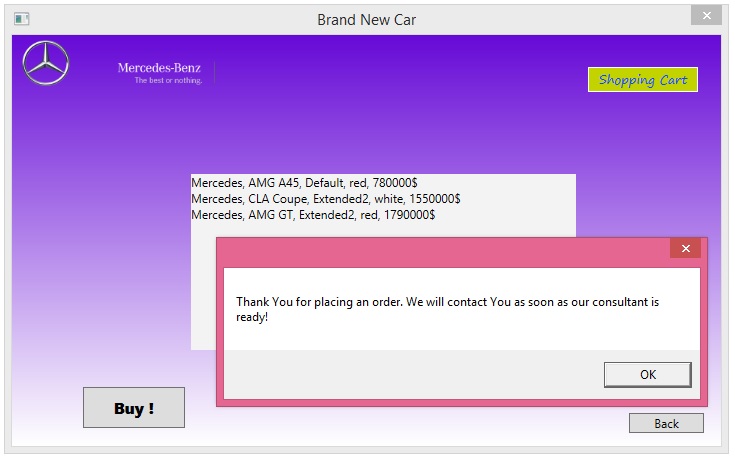 Brand New Car
Mercedes-Benz
The best or nothing.
Shopping Cart
Mercedes, AMG A45, Default, red, 780000$
Mercedes, CLA Coupe, Extended2, white, 1550000$
Mercedes, AMG GT, Extended2, red, 1790000$
Thank You for placing an order. We will contact You as soon as our consultant is
ready!
OK
Buy !
Back